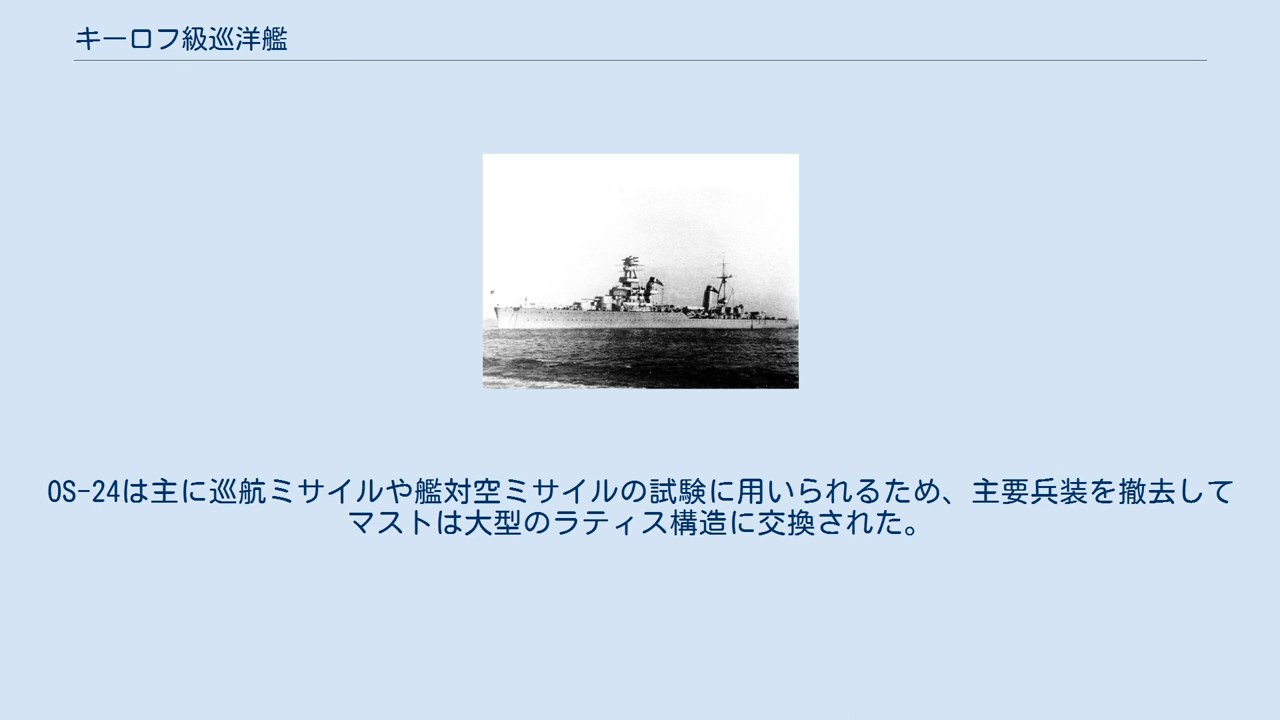 キーロフ級巡洋艦
OS-24は主に巡航ミサイルや艦対空ミサイルの試験に用いられるため、主要兵装を撤去して
マストは大型のラティス構造に交換された。